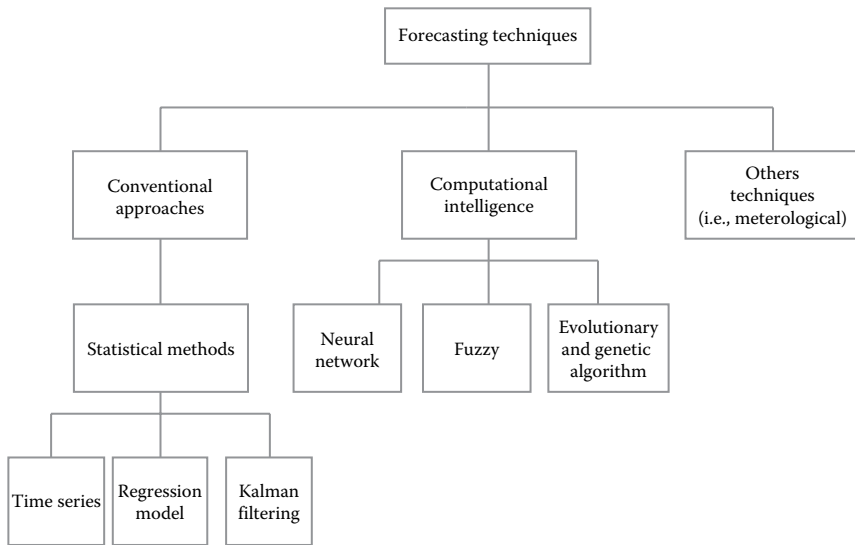 Forecasting techniques
Conventional
approaches
Computational
intelligence
Others
techniques
(i.e., meterological)
Statistical methods
Neural
network
Fuzzy
Evolutionary
and genetic
algorithm
Time series
Regression
model
Kalman
filtering